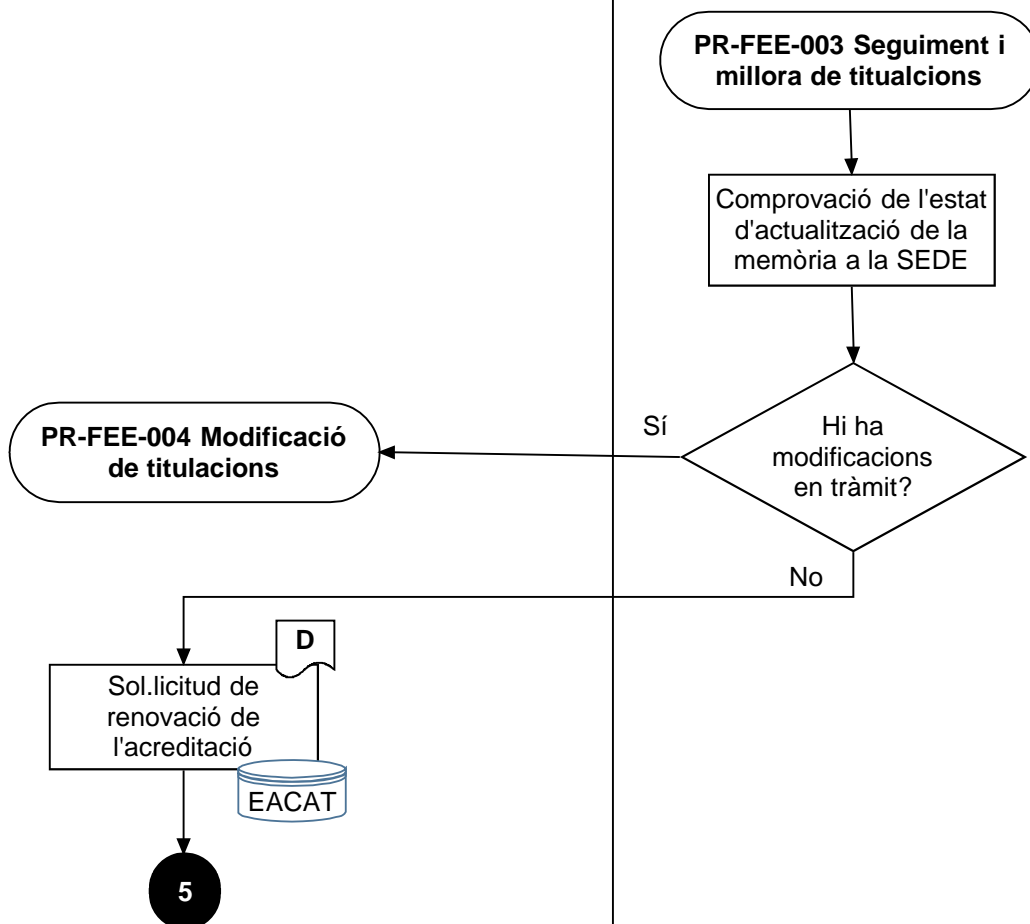 PR-FEE-003 Seguiment i
millora de titualcions
Comprovació de l'estat
d'actualització de la
memòria a la SEDE
Hi ha
modificacions
en tràmit?
Sí
PR-FEE-004 Modificació
de titulacions
No
D
Sol.licitud de
renovació de
l'acreditació
EACAT
5